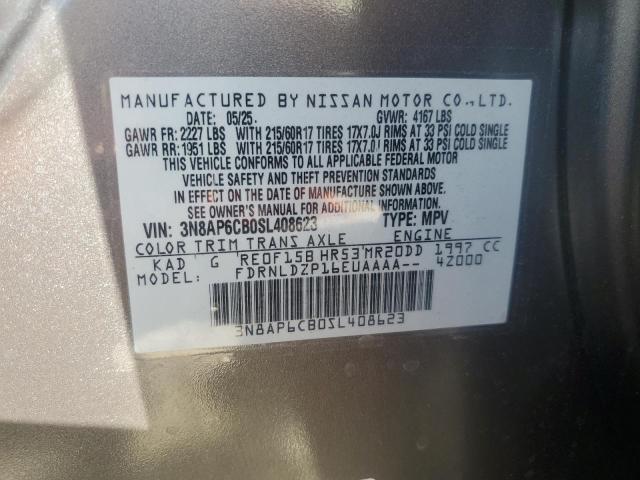 MANUFACTURED BY NISSAN MOTOR CO., LTD.
DATE: 05/25. GVWR: 4167 LBS
GAWR FR: 2227 LBS WITH 215/60R17 TIRES 17X7.0J RIMS AT 33 PSI COLD SINGLE
GAWR RR: 1951 LBS WITH 215/60R17 TIRES 17X7.0J RIMS AT 33 PSI COLD SINGLE
THIS VEHICLE CONFORMS TO ALL APPLICABLE FEDERAL MOTOR
VEHICLE SAFETY AND THEFT PREVENTION STANDARDS
IN EFFECT ON THE DATE OF MANUFACTURE SHOWN ABOVE.
SEE OWNER'S MANUAL FOR ADDITIONAL INFORMATION.
VIN: 3N8AP6CB0SL408623 TYPE: MPV
COLOR TRIM TRANS AXLE ENGINE
KAD G RE0F15B HR53 MR20DD 1997 CC
MODEL: FDRNLDZP16EUAAAA-- 42000
3N8AP6CB0SL408623